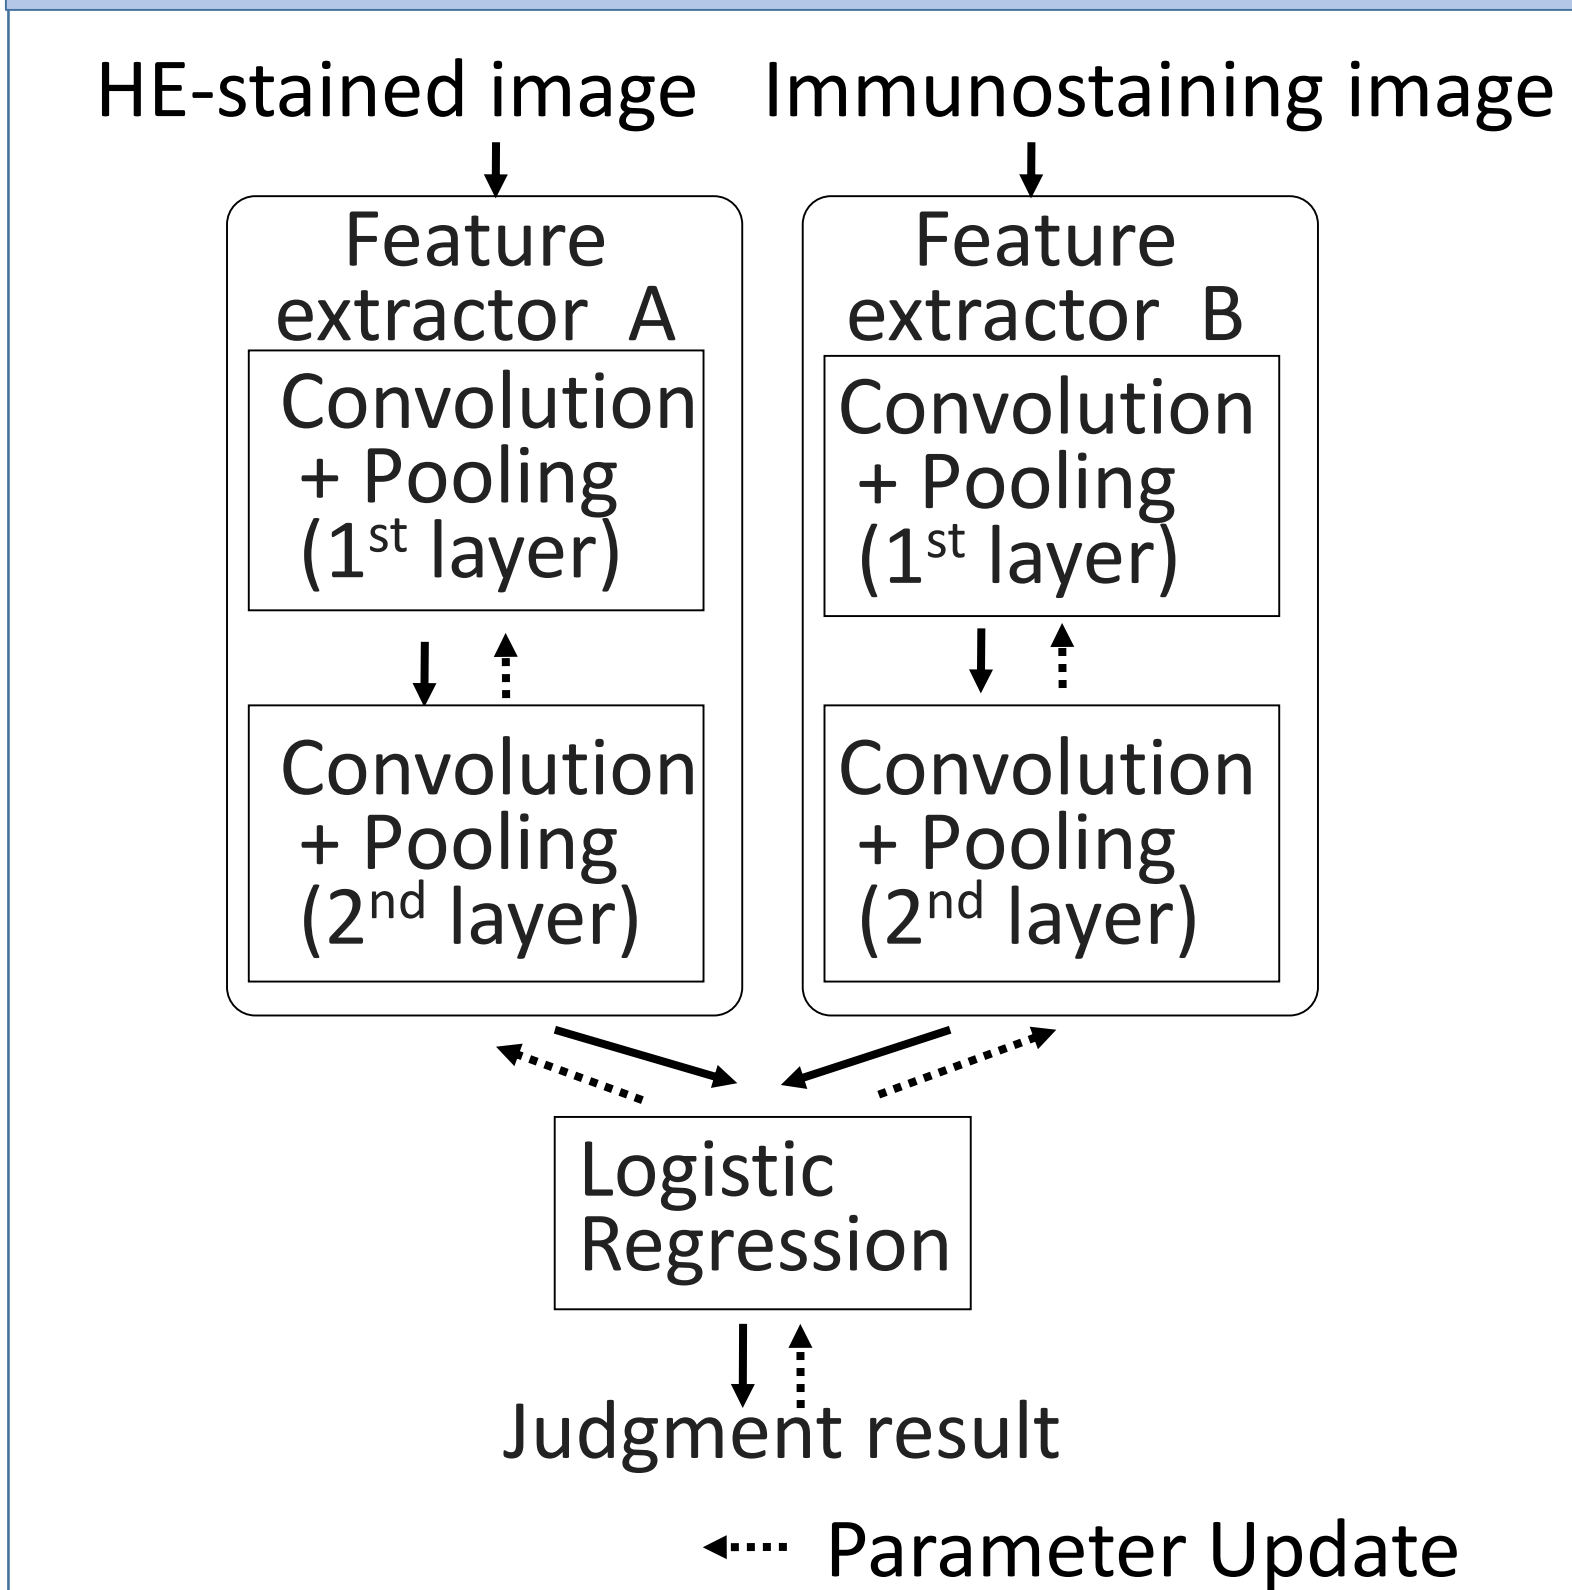 HE-stained image
Immunostaining image
Feature
extractor A
Convolution
+ Pooling
(1st layer)
Convolution
+ Pooling
(2nd layer)
Feature
extractor B
Convolution
+ Pooling
(1st layer)
Convolution
+ Pooling
(2nd layer)
Logistic
Regression
Judgment result
Parameter Update